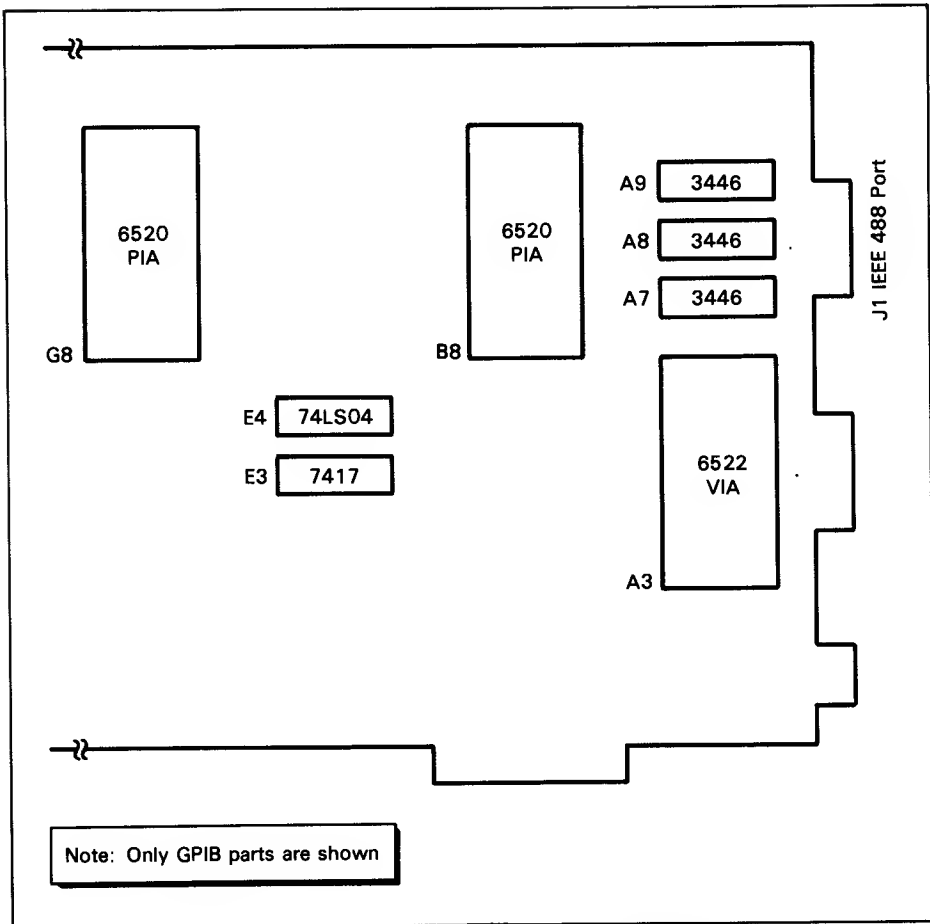 6520
PIA
G8
6520
PIA
B8
A9 3446
A8 3446
A7 3446
J1 IEEE 488 Port
E4 74LS04
E3 7417
6522
VIA
A3
Note: Only GPIB parts are shown